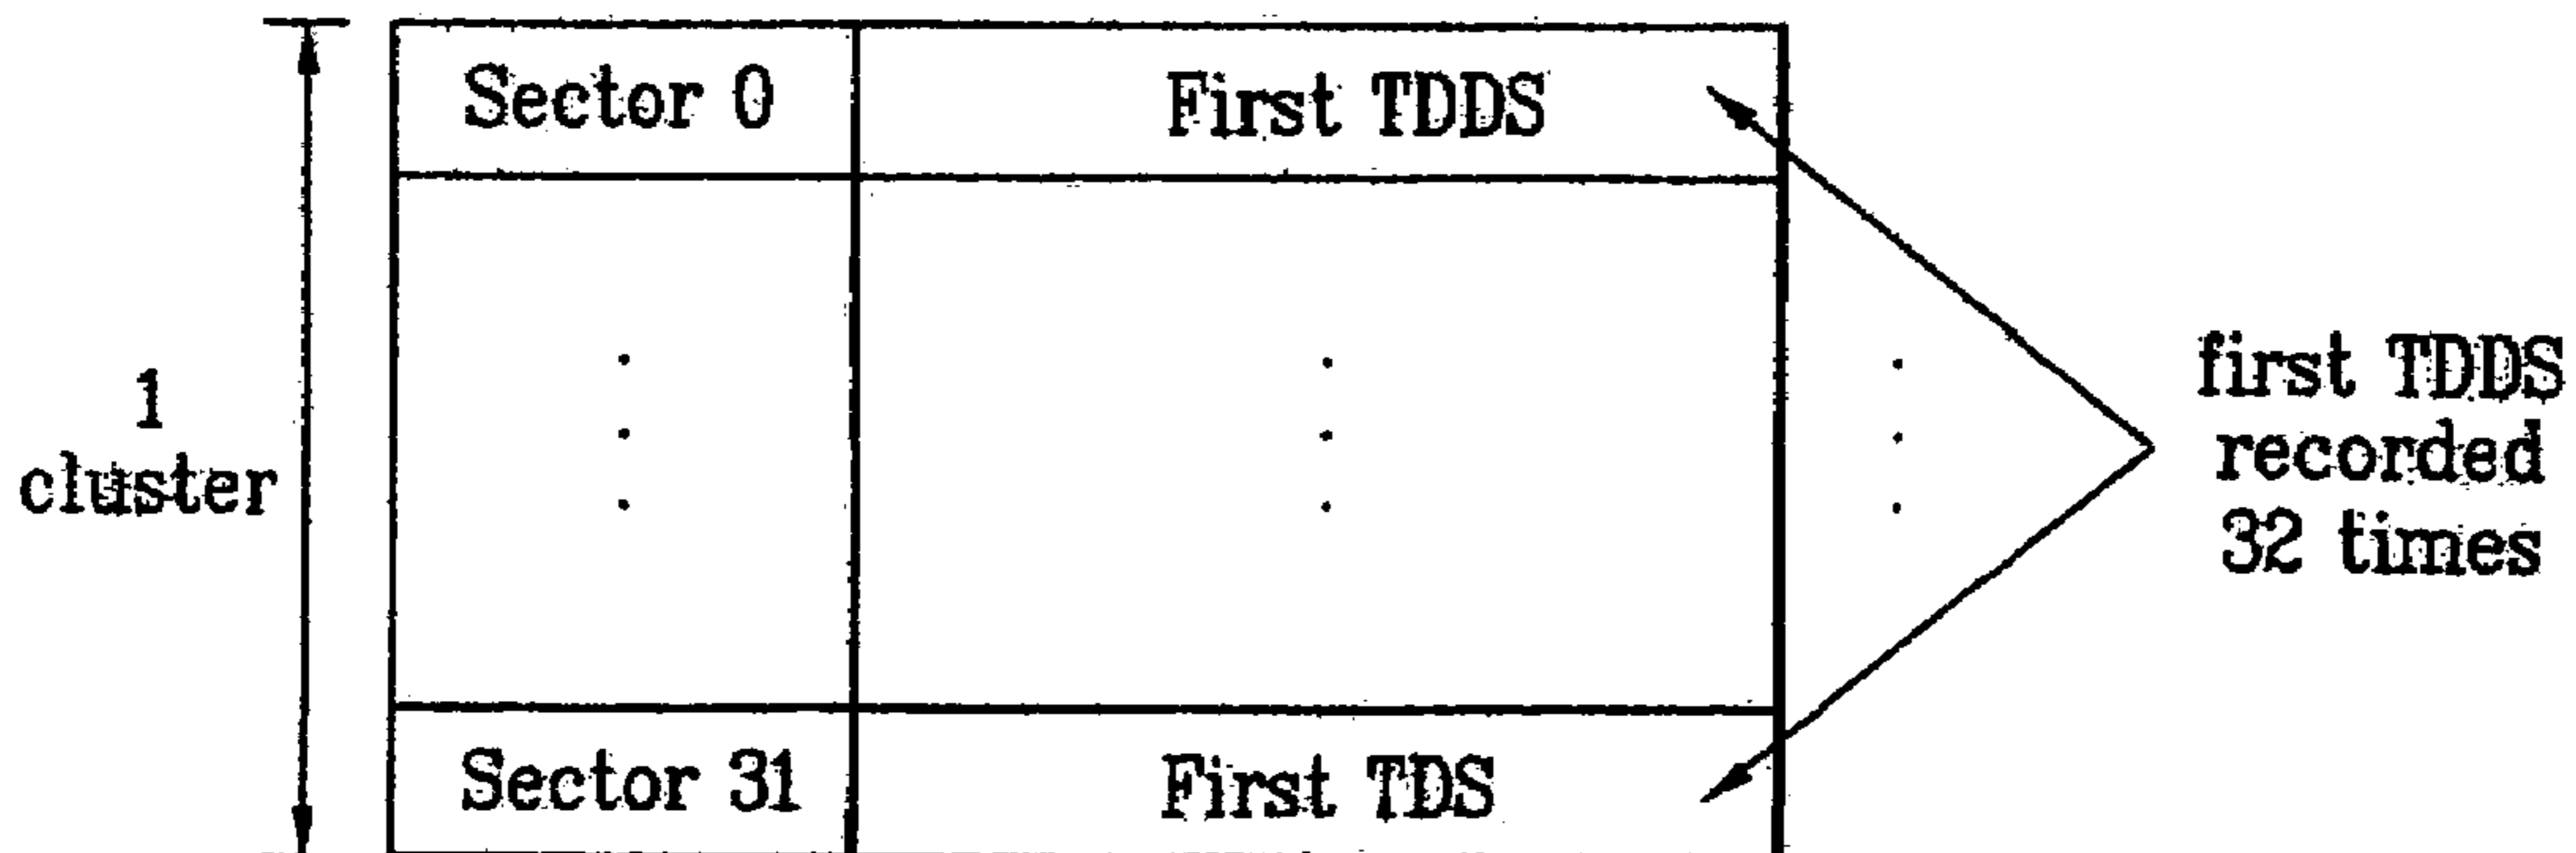 Sector 0
First TDDS
1
cluster
first TDDS
recorded
32 times
Sector 31
First TDS